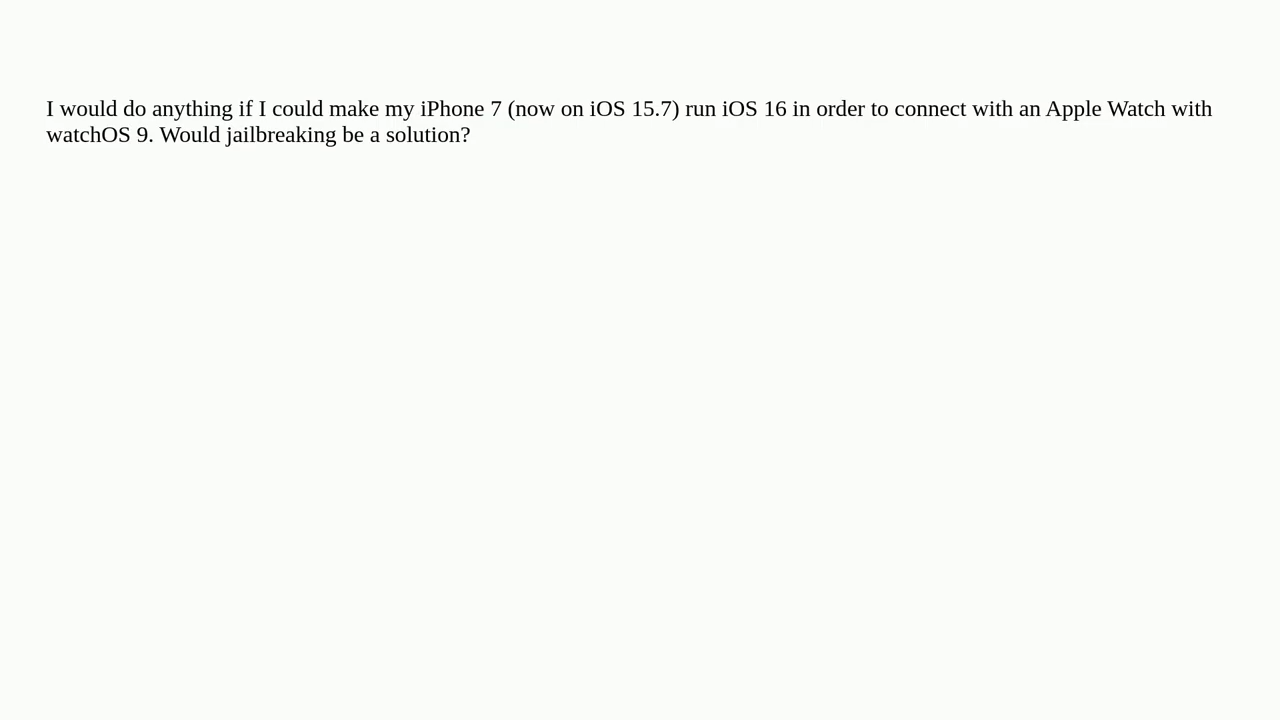 I would do anything if I could make my iPhone 7 (now on iOS 15.7) run iOS 16 in order to connect with an Apple Watch with
watchOS 9. Would jailbreaking be a solution?